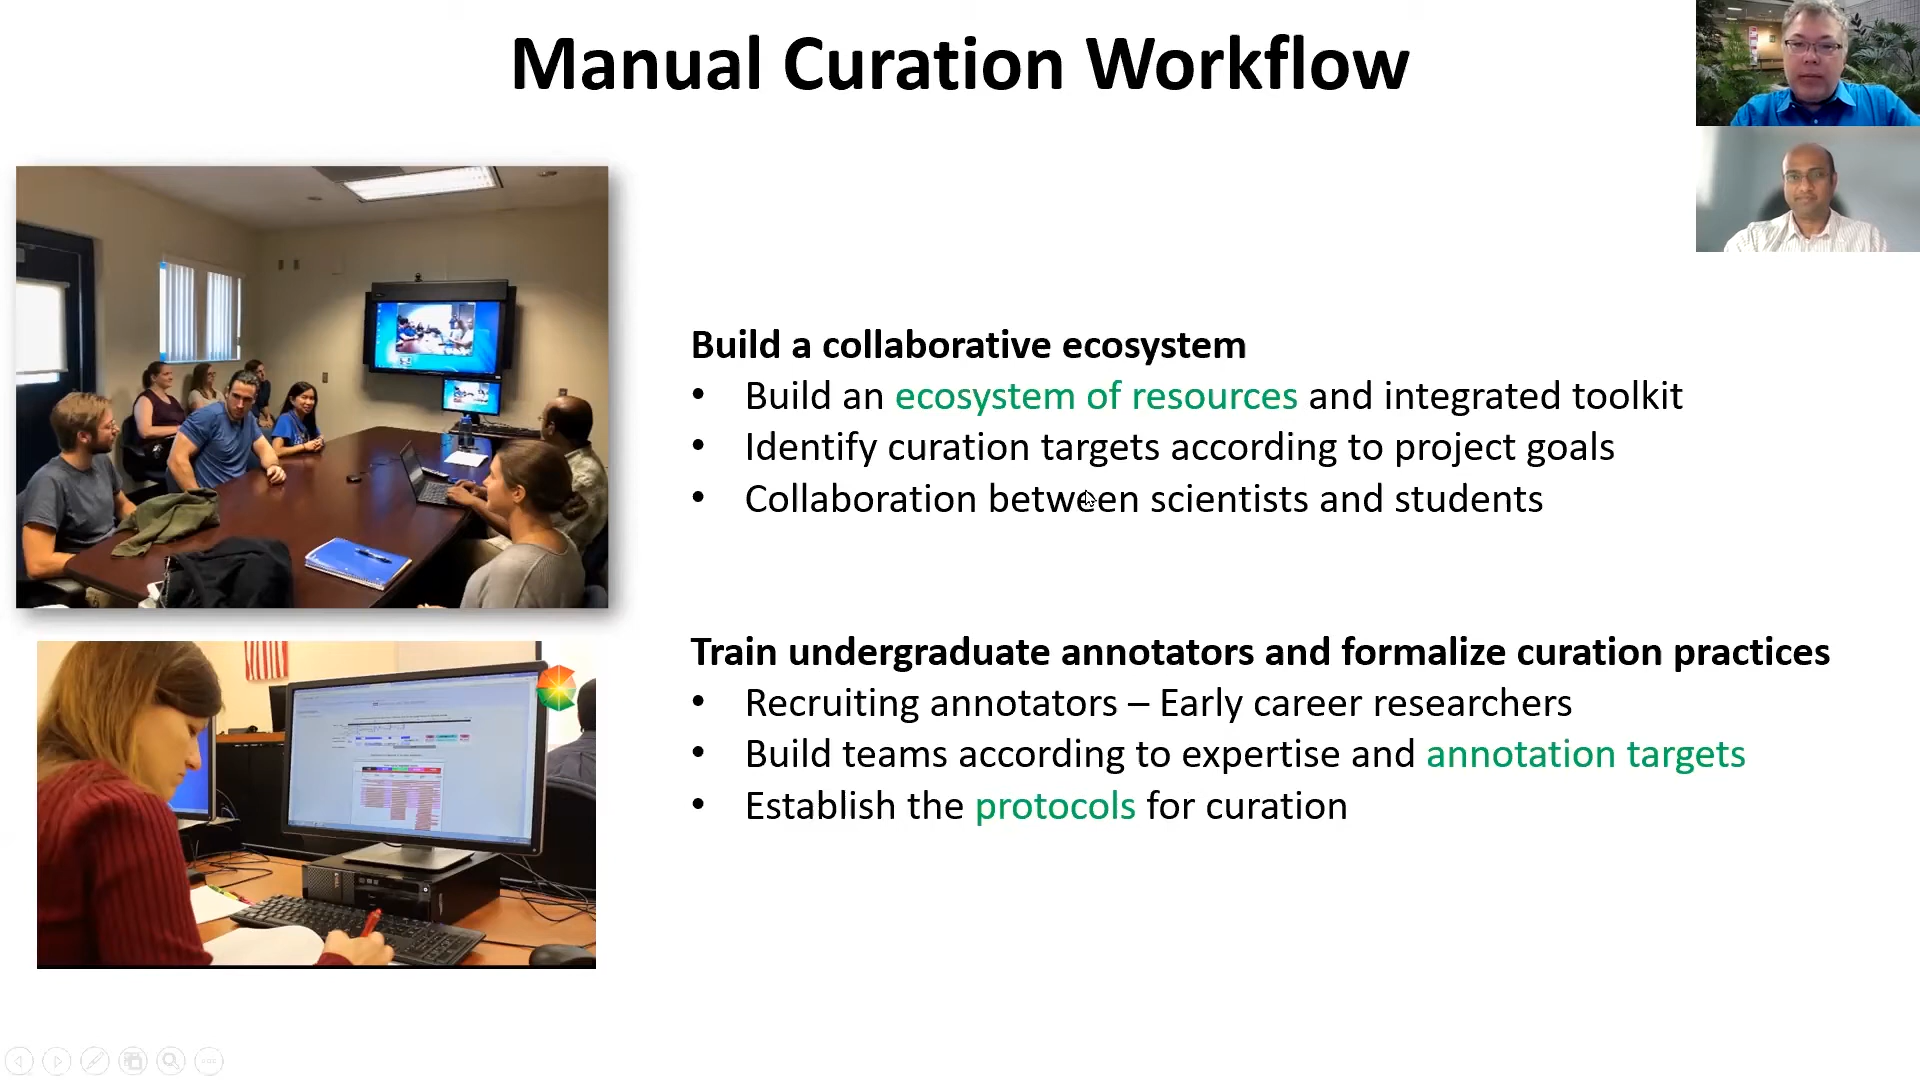 Manual Curation Workflow
Build a collaborative ecosystem
• Build an ecosystem of resources and integrated toolkit
• Identify curation targets according to project goals
• Collaboration between scientists and students
Train undergraduate annotators and formalize curation practices
• Recruiting annotators – Early career researchers
• Build teams according to expertise and annotation targets
• Establish the protocols for curation